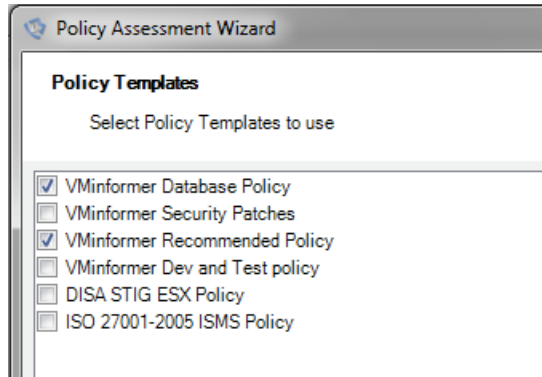 Policy Assessment Wizard
Policy Templates
Select Policy Templates to use
VMinformer Database Policy
VMinformer Security Patches
VMinformer Recommended Policy
VMinformer Dev and Test policy
DISA STIG ESX Policy
ISO 27001-2005 ISMS Policy